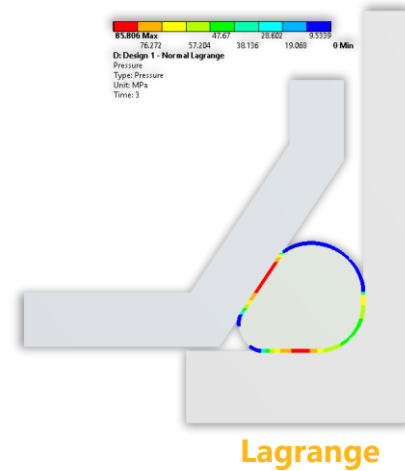 85.806 Max 47.67 28.602 9.5339
76.272 57.204 38.136 19.068 0 Min
D: Design 1 - Normal Lagrange
Pressure
Type: Pressure
Unit: MPa
Time: 3
Lagrange